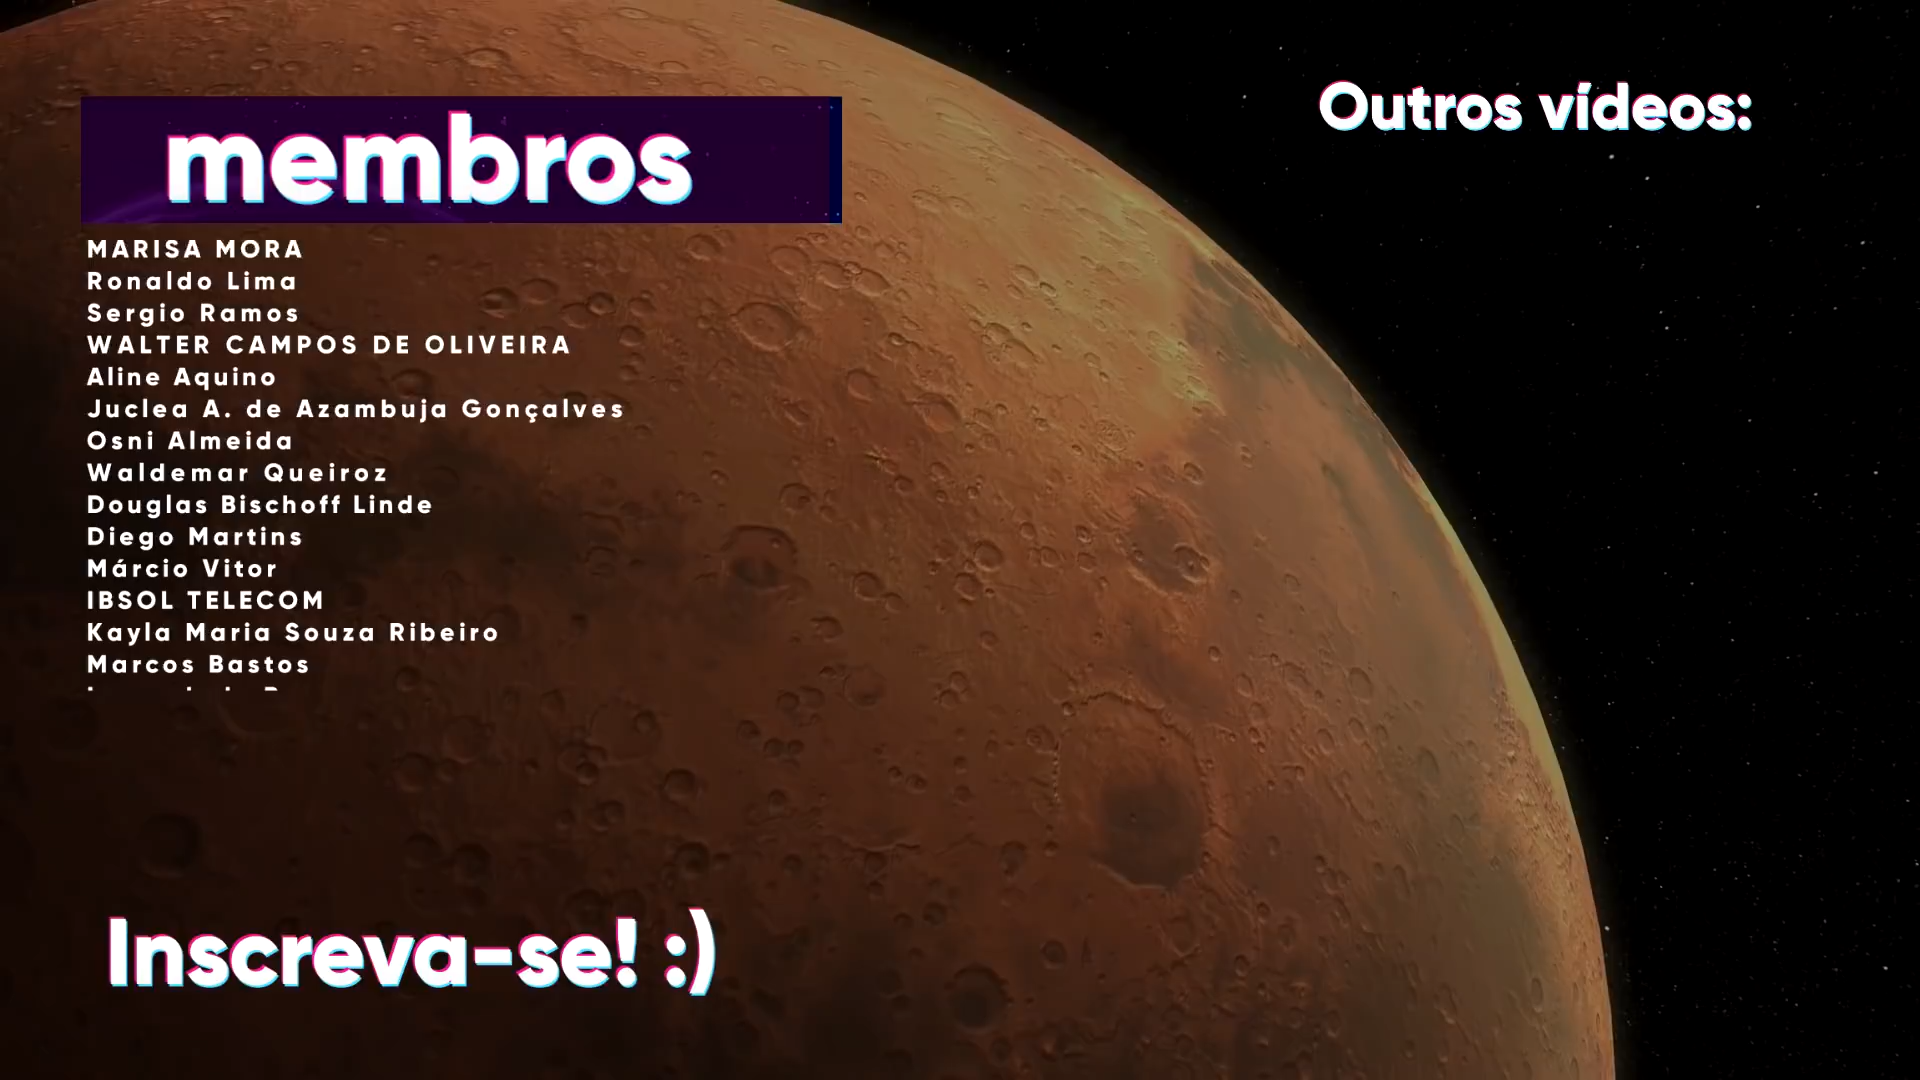 membros
MARISA MORA
Ronaldo Lima
Sergio Ramos
WALTER CAMPOS DE OLIVEIRA
Aline Aquino
Juclea A. de Azambuja Gonçalves
Osni Almeida
Waldemar Queiroz
Douglas Bischoff Linde
Diego Martins
Márcio Vitor
IBSOL TELECOM
Kayla Maria Souza Ribeiro
Marcos Bastos
Inscreva-se! :)
Outros vídeos: